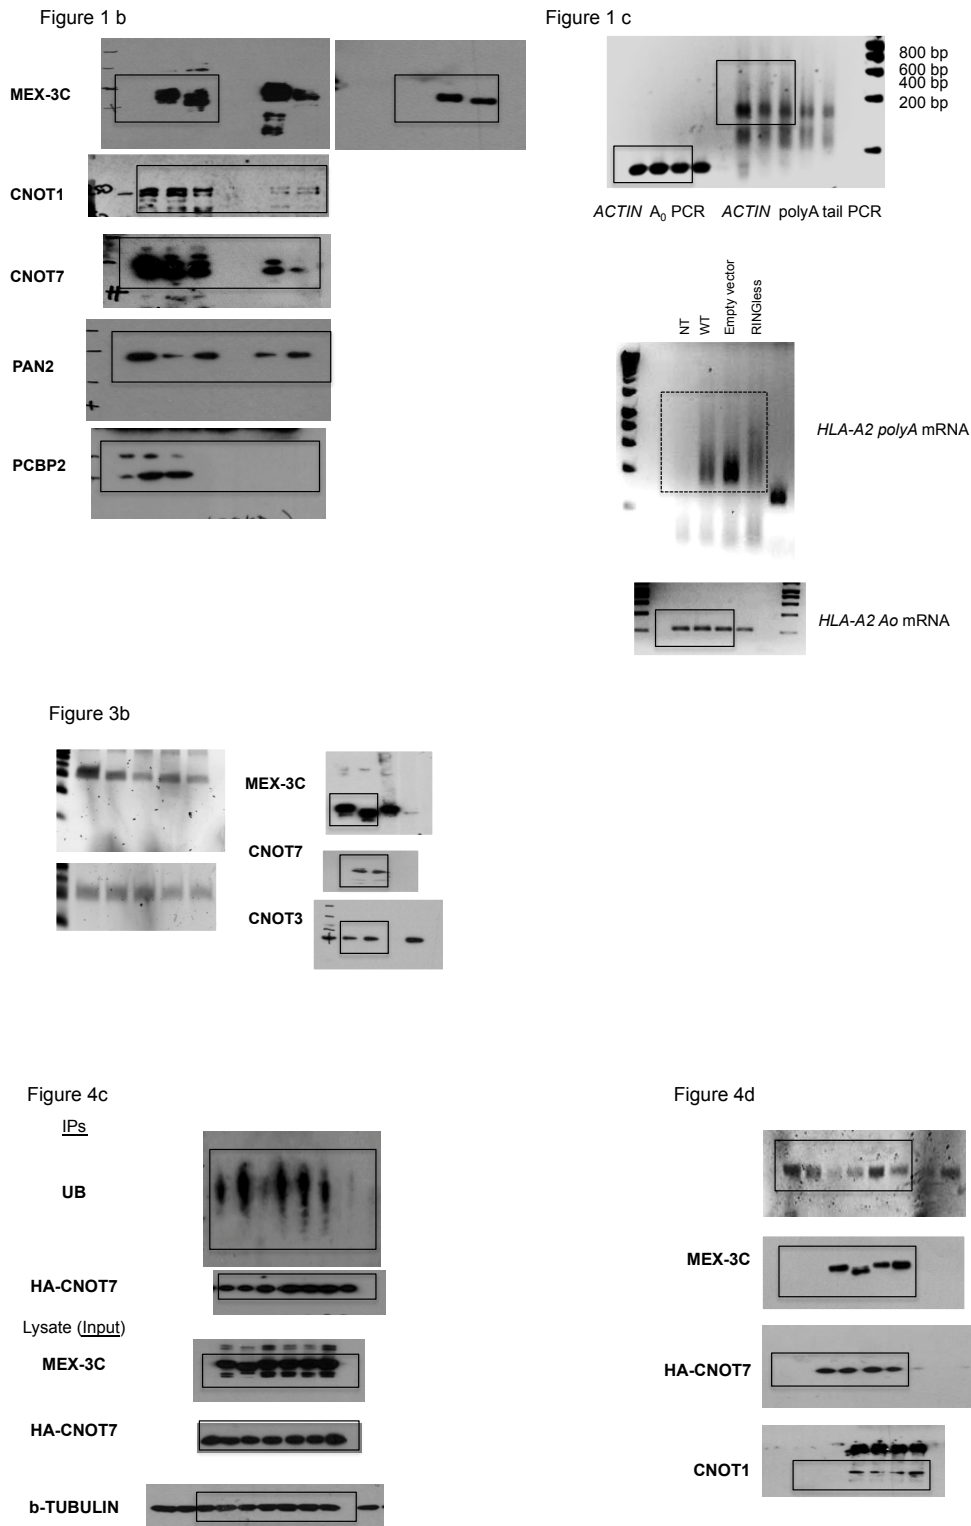 Figure 1 b
MEX-3C
CNOT1
CNOT7
PAN2
PCBP2
Figure 1 c
800 bp
600 bp
400 bp
200 bp
ACTIN A₀ PCR
ACTIN polyA tail PCR
NT
WT
Empty vector
RINGless
HLA-A2 polyA mRNA
HLA-A2 Ao mRNA
Figure 3b
MEX-3C
CNOT7
CNOT3
Figure 4c
IPs
UB
HA-CNOT7
Lysate (Input)
MEX-3C
HA-CNOT7
b-TUBULIN
Figure 4d
MEX-3C
HA-CNOT7
CNOT1